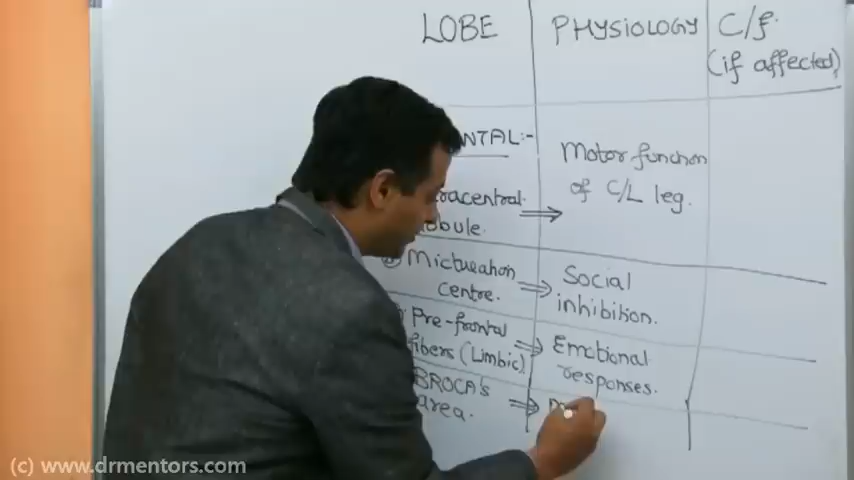 LOBE PHYSIOLOGY C/f.
(if affected)
NTAL:-
Motor function
of C/L leg.
racentral
bule.
Micturation
Centre.
Social
inhibition.
Pre-frontal
fibers (Limbic)
Emotional
responses.
BROCA's
area.
(c) www.drmentors.com